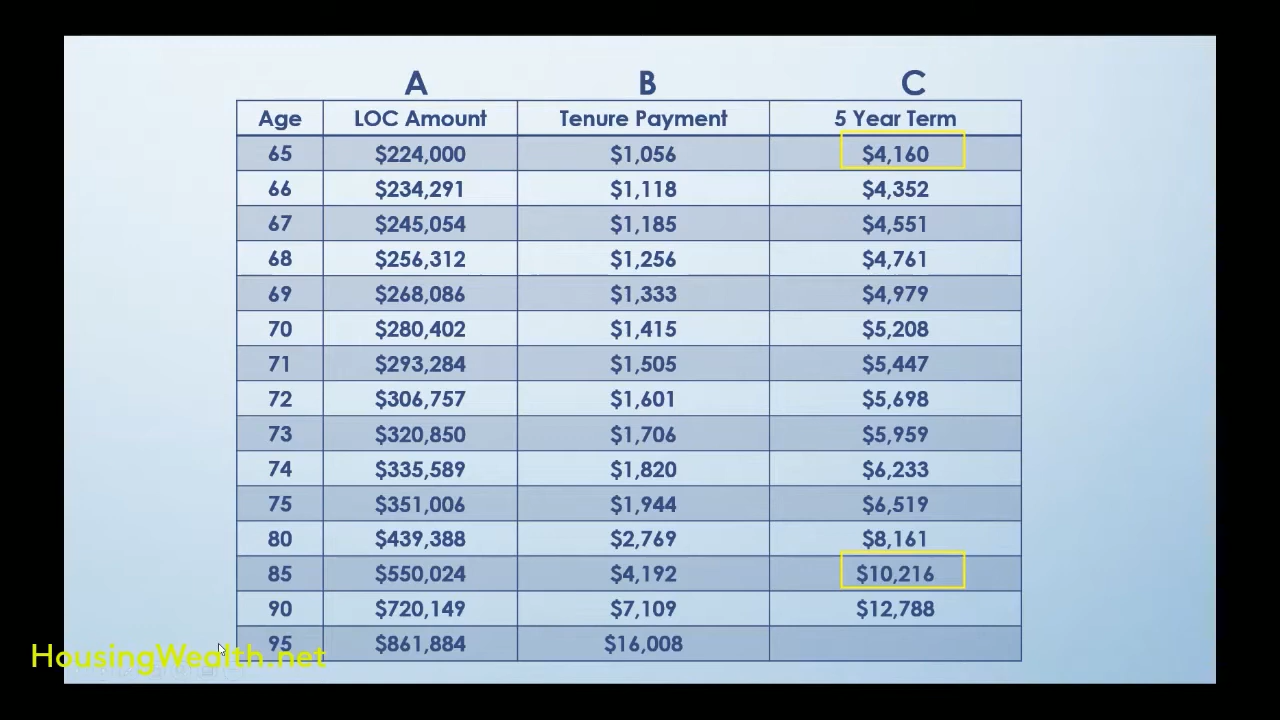 A B C
Age LOC Amount Tenure Payment 5 Year Term
65 $224,000 $1,056 $4,160
66 $234,291 $1,118 $4,352
67 $245,054 $1,185 $4,551
68 $256,312 $1,256 $4,761
69 $268,086 $1,333 $4,979
70 $280,402 $1,415 $5,208
71 $293,284 $1,505 $5,447
72 $306,757 $1,601 $5,698
73 $320,850 $1,706 $5,959
74 $335,589 $1,820 $6,233
75 $351,006 $1,944 $6,519
80 $439,388 $2,769 $8,161
85 $550,024 $4,192 $10,216
90 $720,149 $7,109 $12,788
95 $861,884 $16,008
HousingWealth.net